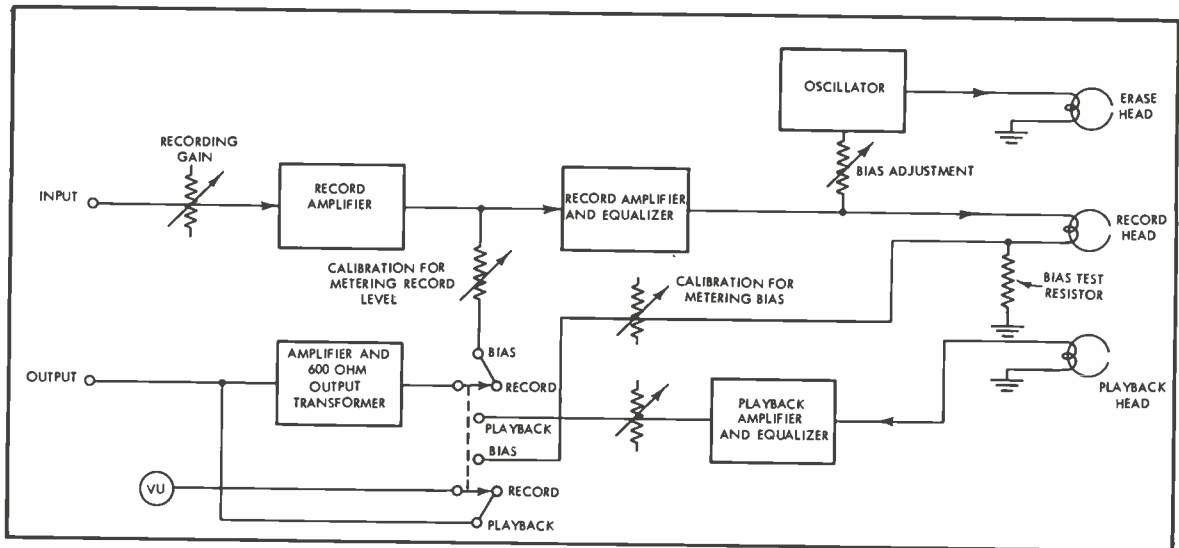 OSCILLATOR
ERASE
HEAD
RECORDING
GAIN
BIAS ADJUSTMENT
INPUT
RECORD
AMPLIFIER
RECORD AMPLIFIER
AND EQUALIZER
RECORD
HEAD
CALIBRATION FOR
METERING RECORD
LEVEL
CALIBRATION FOR
METERING BIAS
BIAS TEST
RESISTOR
BIAS
OUTPUT
AMPLIFIER AND
600 OHM
OUTPUT
TRANSFORMER
RECORD
PLAYBACK
HEAD
PLAYBACK
PLAYBACK
AMPLIFIER
AND EQUALIZER
BIAS
VU
RECORD
PLAYBACK